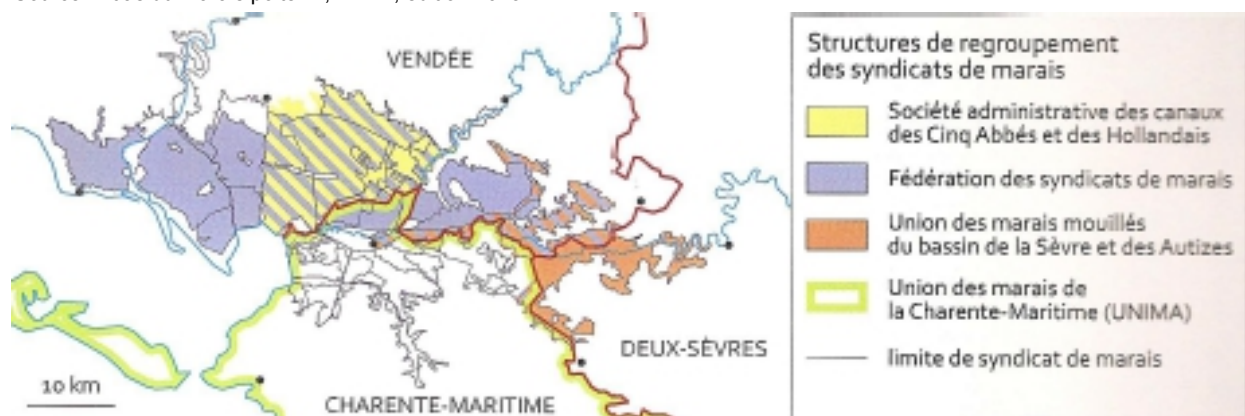 VENDÉE
DEUX-SÈVRES
CHARENTE-MARITIME
10 km
Structures de regroupement
des syndicats de marais
Société administrative des canaux
des Cinq Abbés et des Hollandais
Fédération des syndicats de marais
Union des marais mouillés
du bassin de la Sèvre et des Autizes
Union des marais de
la Charente-Maritime (UNIMA)
limite de syndicat de marais